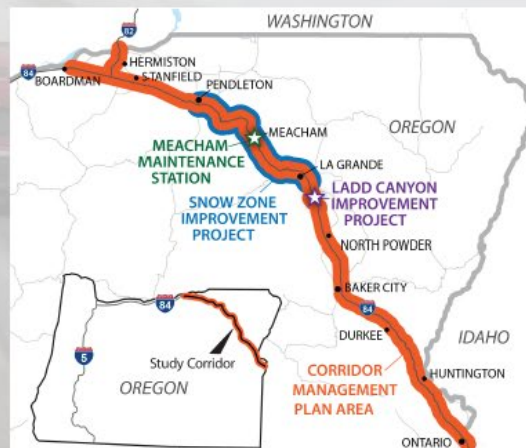 WASHINGTON
82
84
HERMISTON
STANFIELD
BOARDMAN
PENDLETON
OREGON
MEACHAM
MEACHAM
MAINTENANCE
STATION
LA GRANDE
SNOW ZONE
IMPROVEMENT
PROJECT
LADD CANYON
IMPROVEMENT
PROJECT
NORTH POWDER
BAKER CITY
84
DURKEE
IDAHO
HUNTINGTON
CORRIDOR
MANAGEMENT
PLAN AREA
ONTARIO
84
5
Study Corridor
OREGON